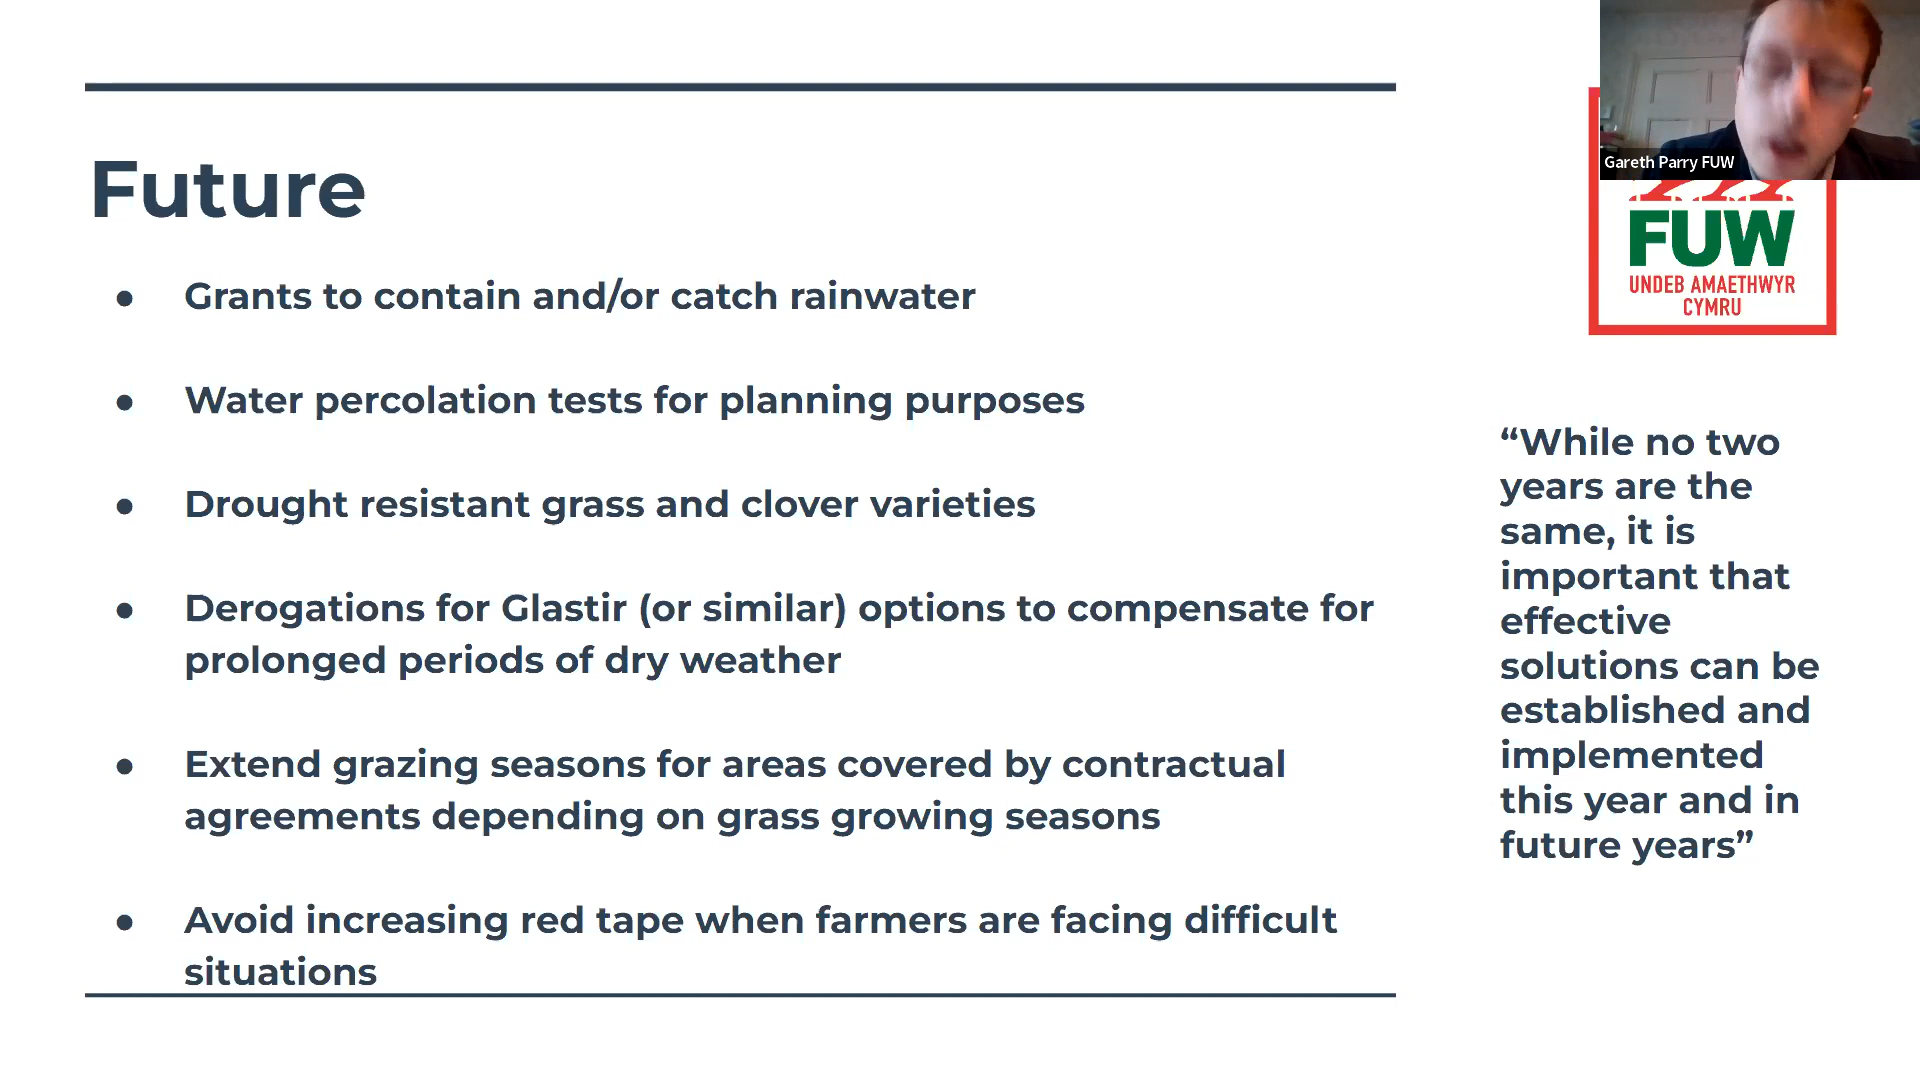 Future
● Grants to contain and/or catch rainwater
● Water percolation tests for planning purposes
● Drought resistant grass and clover varieties
● Derogations for Glastir (or similar) options to compensate for
prolonged periods of dry weather
● Extend grazing seasons for areas covered by contractual
agreements depending on grass growing seasons
● Avoid increasing red tape when farmers are facing difficult
situations
Gareth Parry FUW
FUW
UNDEB AMAETHWYR
CYMRU
“While no two
years are the
same, it is
important that
effective
solutions can be
established and
implemented
this year and in
future years”